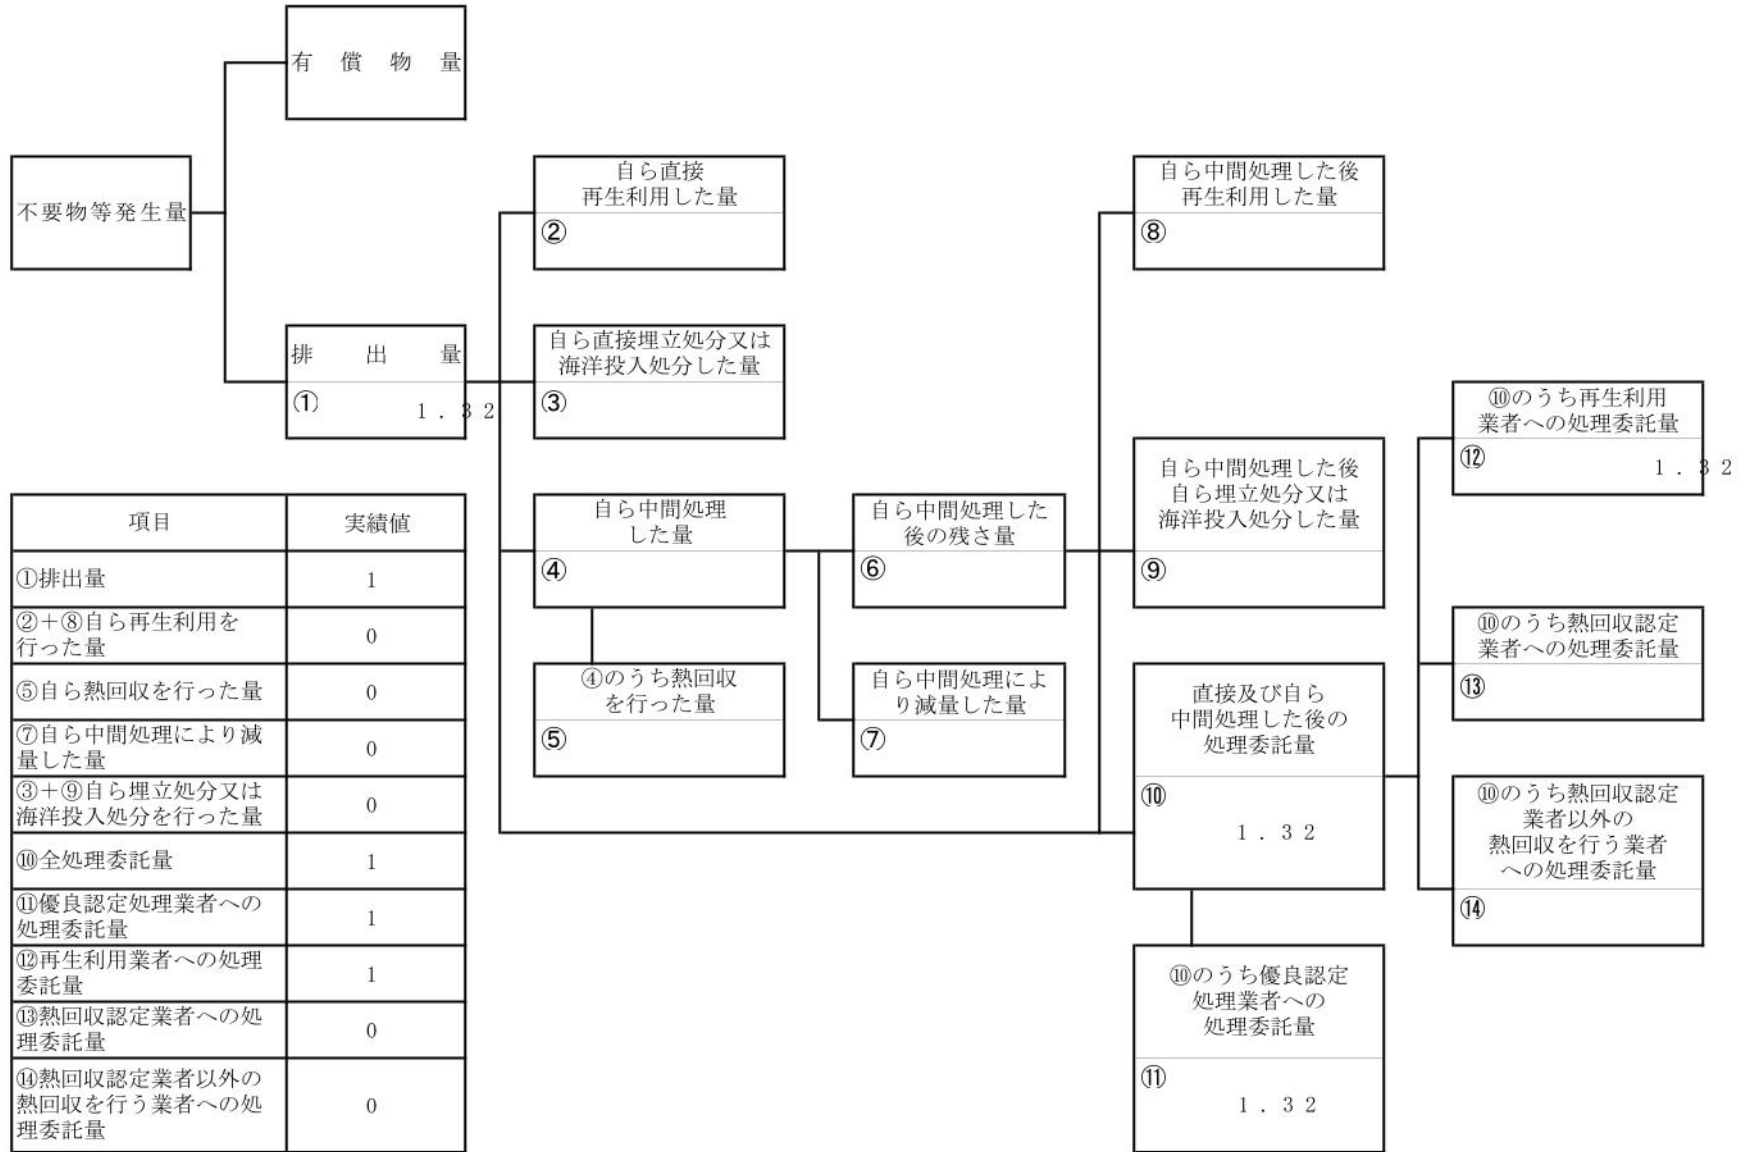 有償物量
不要物等発生量
自ら直接
再生利用した量
②
自ら中間処理した後
再生利用した量
⑧
排出量
① 1.32
自ら直接埋立処分又は
海洋投入処分した量
③
⑩のうち再生利用
業者への処理委託量
⑫ 1.32
自ら中間処理
した量
④
自ら中間処理した
後の残さ量
⑥
自ら中間処理した後
自ら埋立処分又は
海洋投入処分した量
⑨
⑩のうち熱回収認定
業者への処理委託量
⑬
④のうち熱回収
を行った量
⑤
自ら中間処理によ
り減量した量
⑦
直接及び自ら
中間処理した後の
処理委託量
⑩
1.32
⑩のうち熱回収認定
業者以外の
熱回収を行う業者
への処理委託量
⑭
⑩のうち優良認定
処理業者への
処理委託量
⑪
1.32
項目 実績値
①排出量 1
②+⑧自ら再生利用を
行った量 0
⑤自ら熱回収を行った量 0
⑦自ら中間処理により減
量した量 0
③+⑨自ら埋立処分又は
海洋投入処分を行った量 0
⑩全処理委託量 1
⑪優良認定処理業者への
処理委託量 1
⑫再生利用業者への処理
委託量 1
⑬熱回収認定業者への処
理委託量 0
⑭熱回収認定業者以外の
熱回収を行う業者への処
理委託量 0